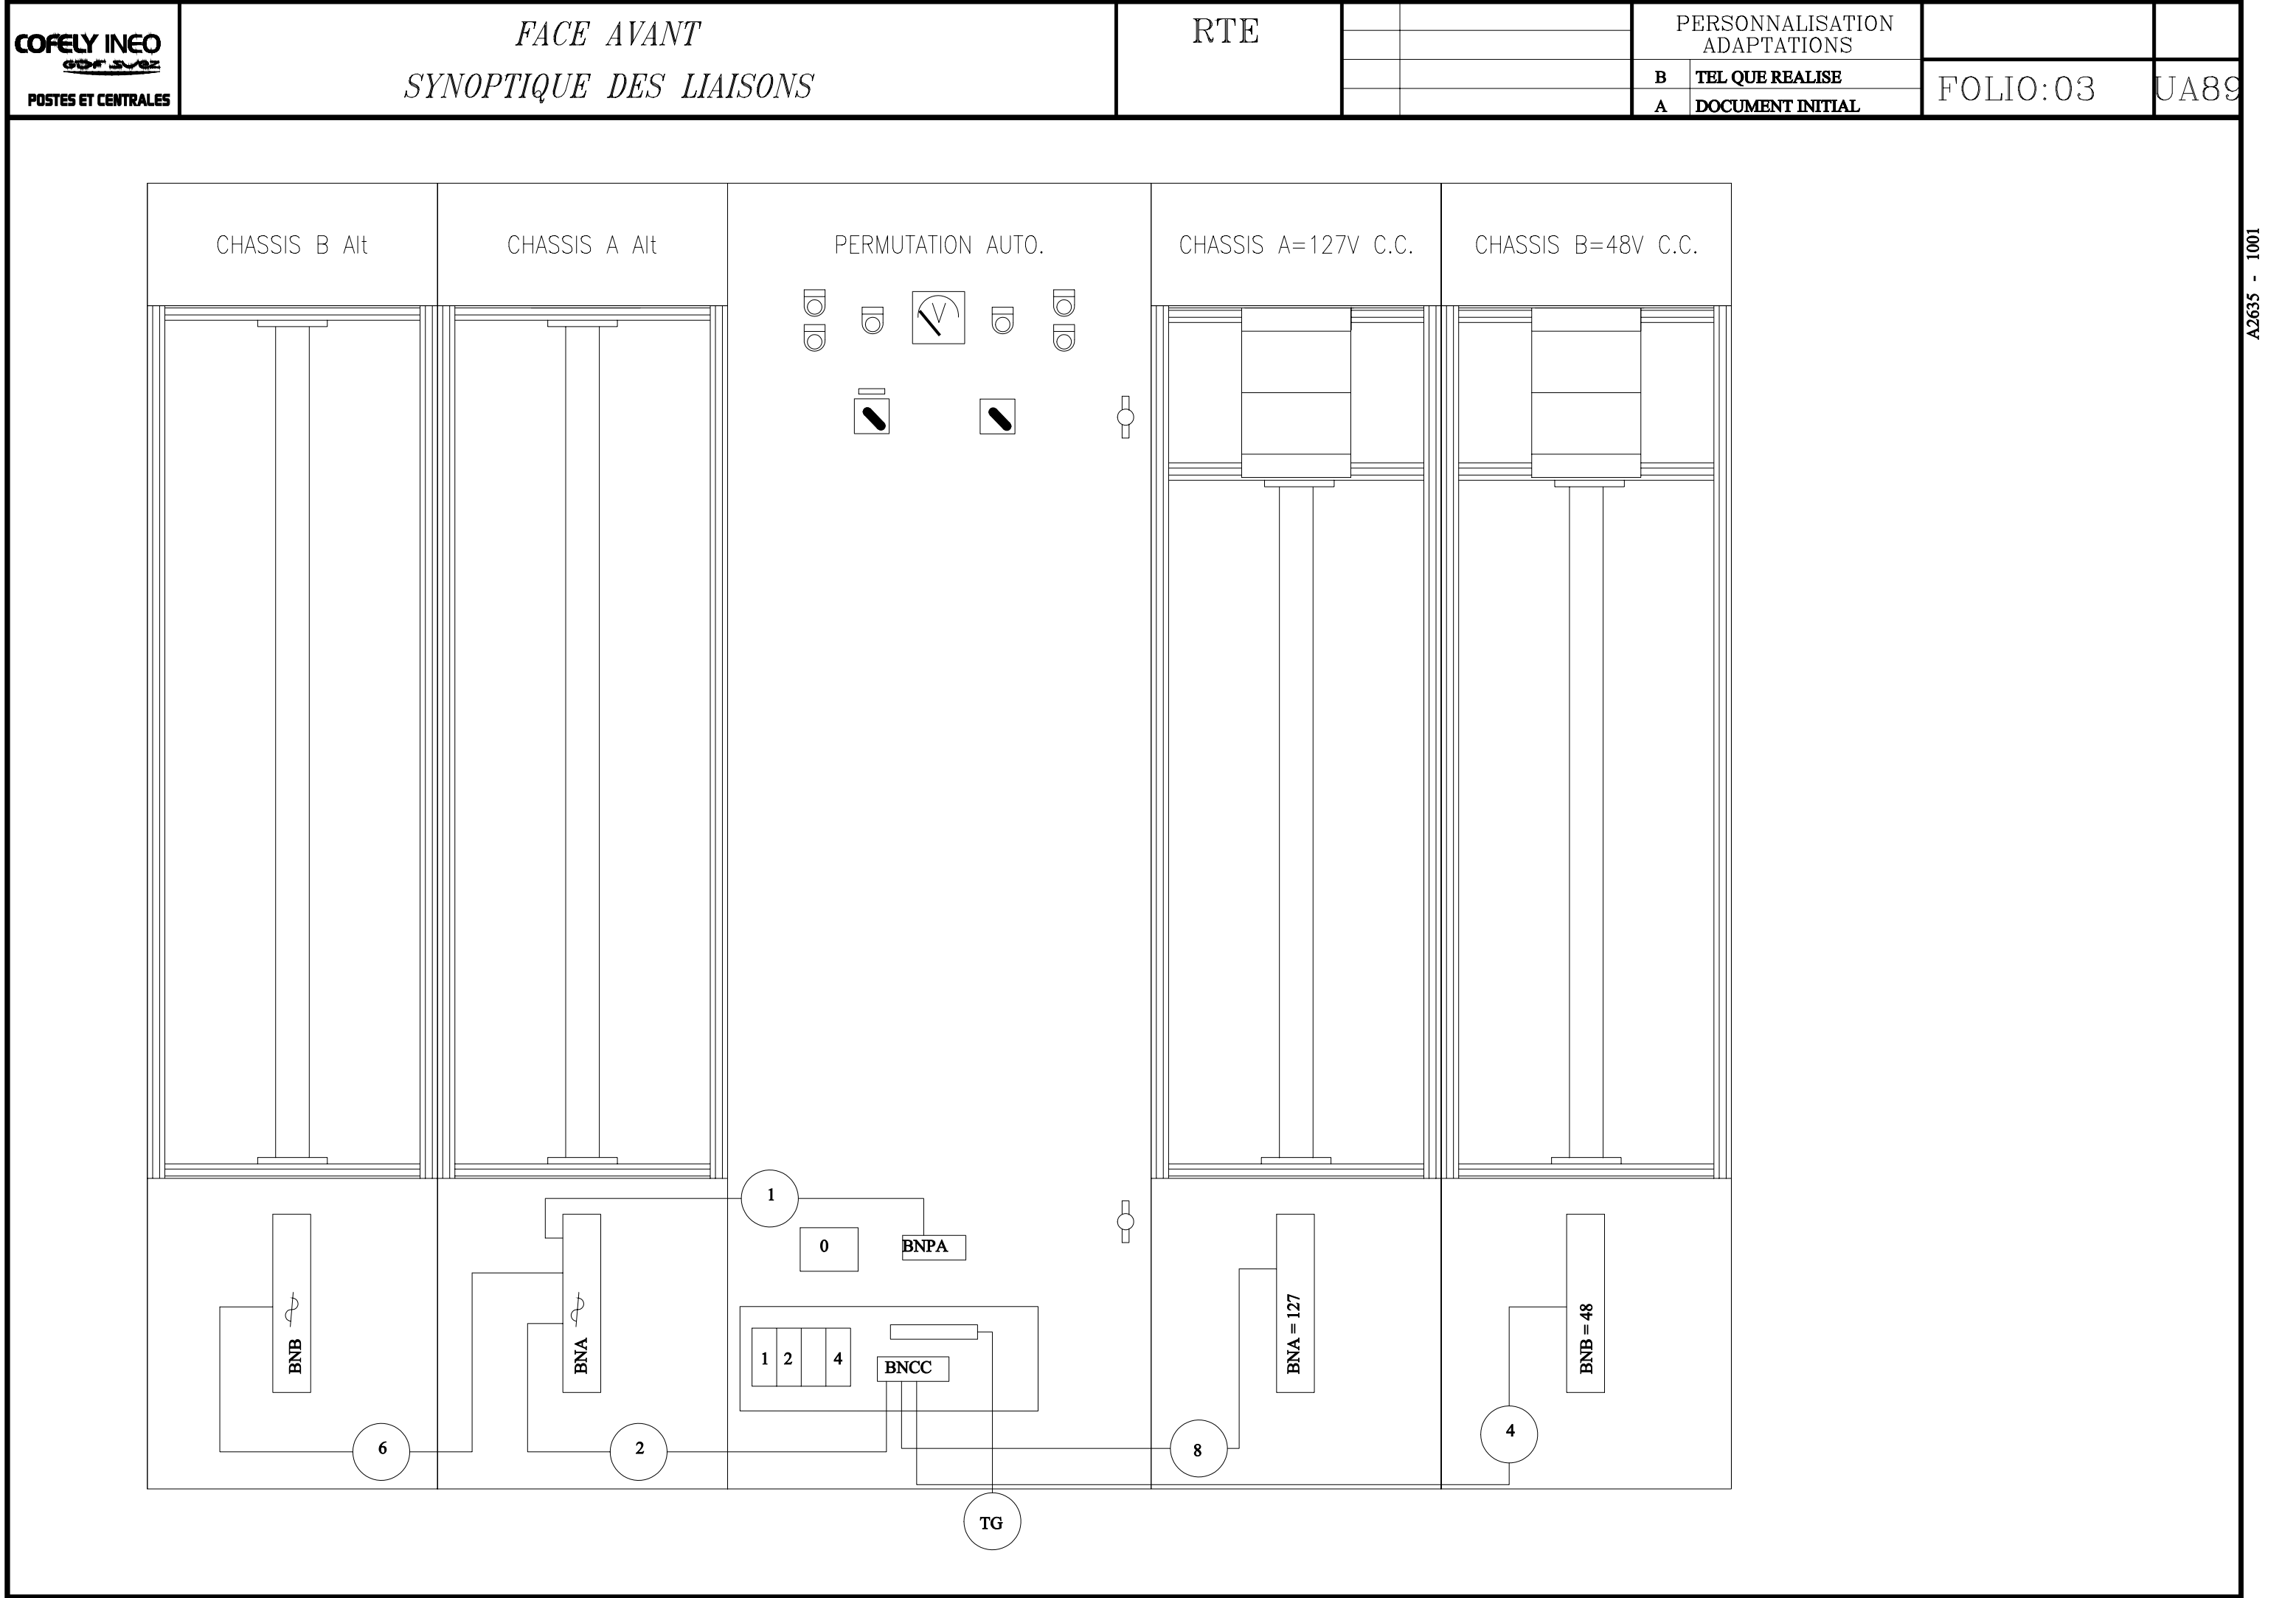 COFELY INEO
GDF SUEZ
POSTES ET CENTRALES
FACE AVANT
SYNOPTIQUE DES LIAISONS
RTE
PERSONNALISATION
ADAPTATIONS
B TEL QUE REALISE
A DOCUMENT INITIAL
FOLIO:03
UA89
A2635 - 1001
CHASSIS B Alt
CHASSIS A Alt
PERMUTATION AUTO.
CHASSIS A=127V C.C.
CHASSIS B=48V C.C.
V
1
0
BNPA
BNB
BNA
1 2 4
BNCC
BNA = 127
BNB = 48
6
2
8
4
TG